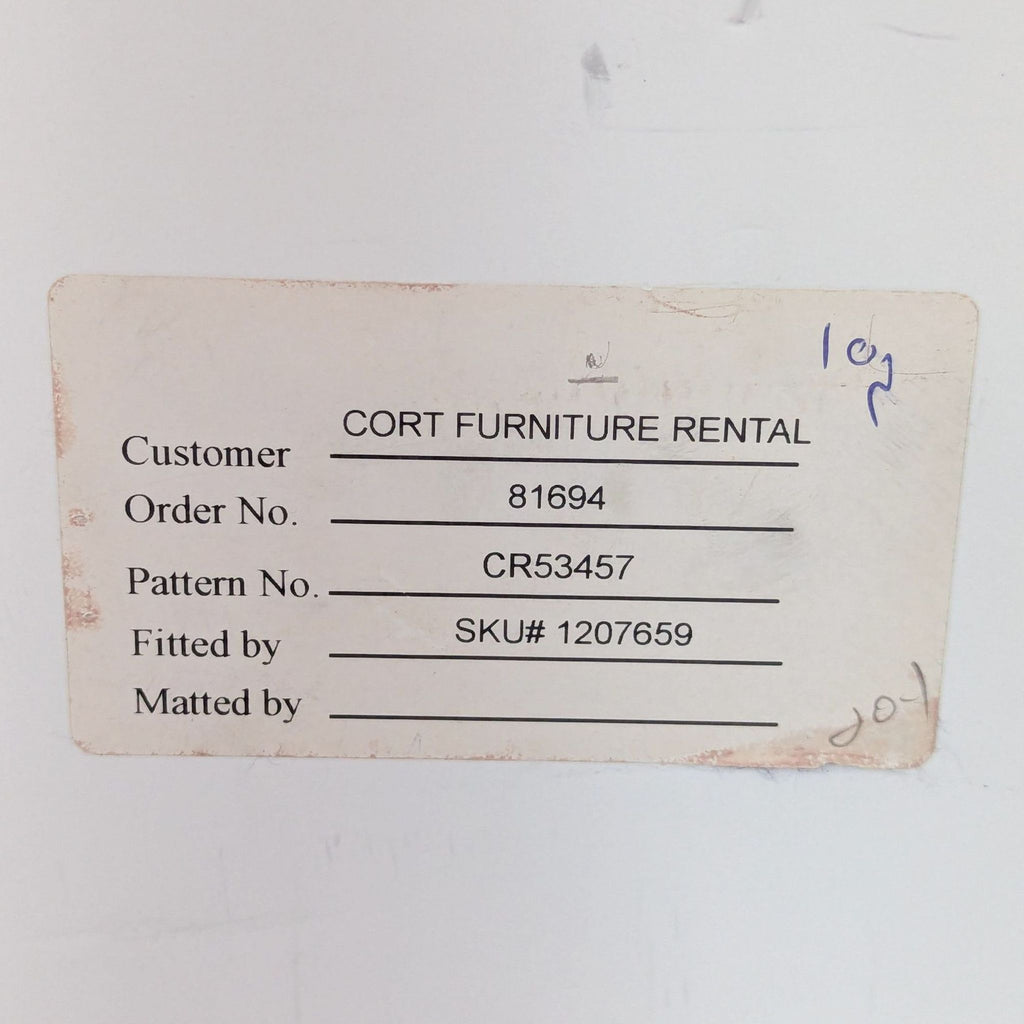 CORT FURNITURE RENTAL
Customer
81694
Order No.
CR53457
Pattern No.
SKU# 1207659
Fitted by
Matted by